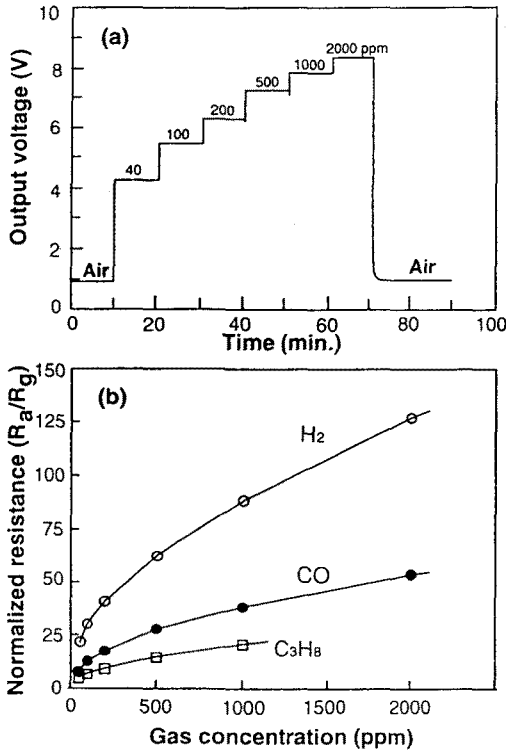 (a)
Output voltage (V)
10
8
6
4
2
0
Air
40
100
200
500
1000
2000 ppm
Air
0
20
40
60
80
100
Time (min.)
(b)
Normalized resistance (Ra/Rg)
150
125
100
75
50
25
0
H2
CO
C3H8
0
500
1000
1500
2000
Gas concentration (ppm)